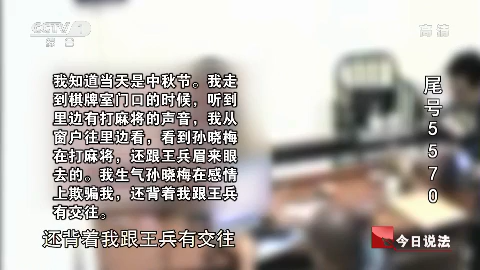 CCTV 1
综合
高清
我知道当天是中秋节。我走
到棋牌室门口的时候，听到
里边有打麻将的声音，我从
窗户往里边看，看到孙晓梅
在打麻将，还跟王兵眉来眼
去的。我生气孙晓梅在感情
上欺骗我，还背着我跟王兵
有交往。
尾号5570
还背着我跟王兵有交往
今日说法